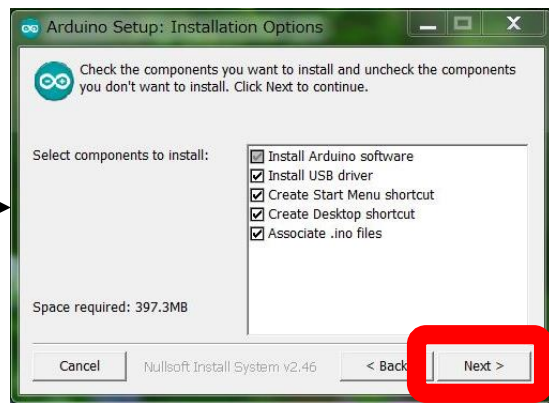 Arduino Setup: Installation Options
Check the components you want to install and uncheck the components
you don't want to install. Click Next to continue.
Select components to install:
Install Arduino software
Install USB driver
Create Start Menu shortcut
Create Desktop shortcut
Associate .ino files
Space required: 397.3MB
Cancel
Nullsoft Install System v2.46
< Back
Next >